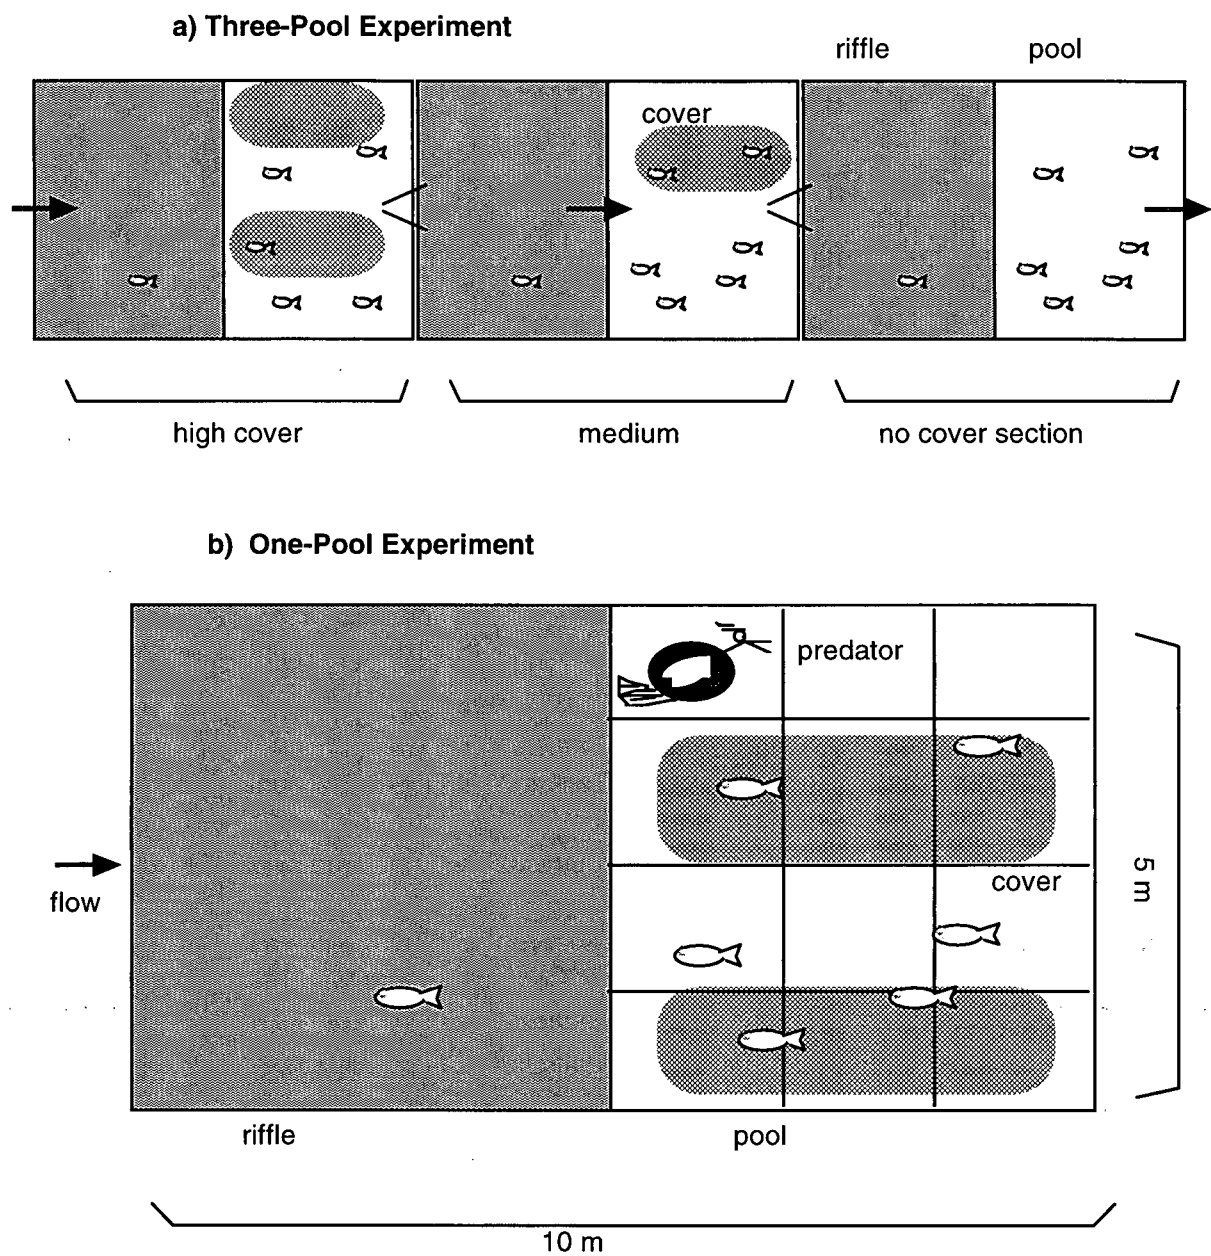 a) Three-Pool Experiment
riffle
pool
cover
high cover
medium
no cover section
b) One-Pool Experiment
predator
cover
5 m
flow
riffle
pool
10 m